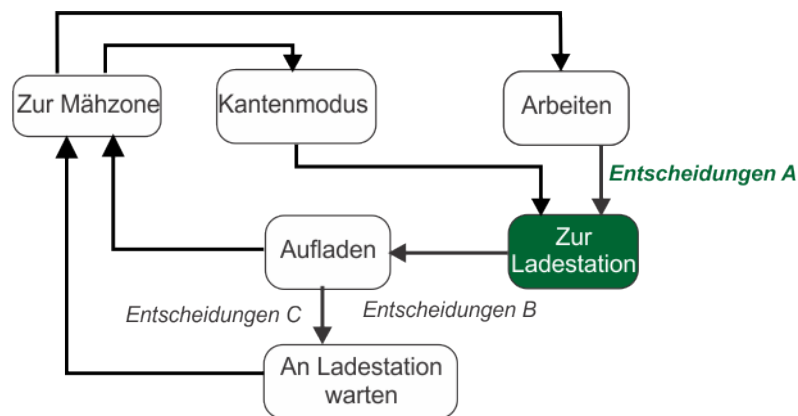 Zur Mähzone
Kantenmodus
Arbeiten
Entscheidungen A
Zur
Ladestation
Aufladen
Entscheidungen B
Entscheidungen C
An Ladestation
warten